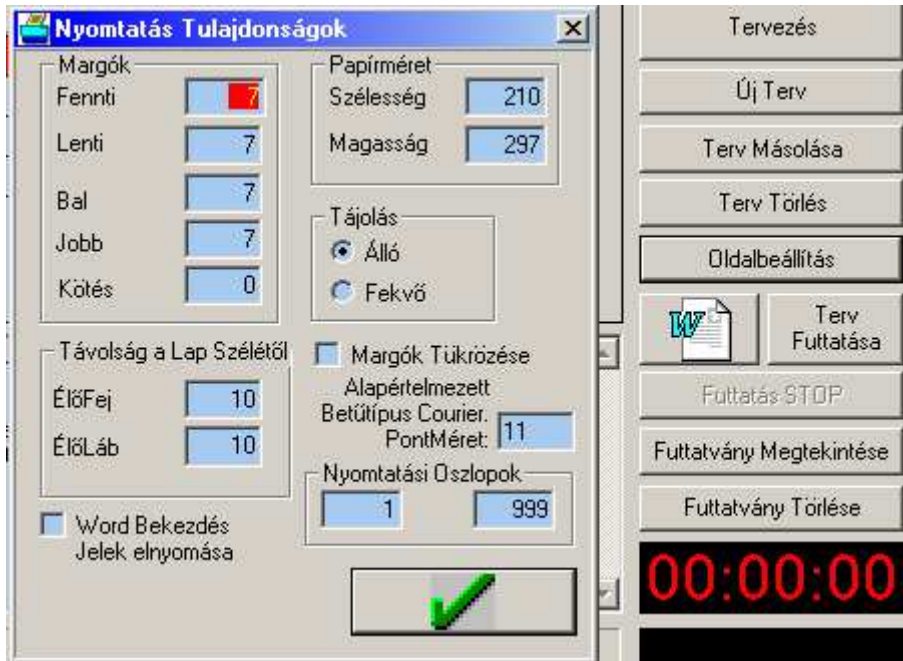 Nyomtatás Tulajdonságok
Margók
Fennti 7
Lenti 7
Bal 7
Jobb 7
Kötés 0
Papírméret
Szélesség 210
Magasság 297
Tájolás
Álló
Fekvő
Távolság a Lap Szélétől
ÉlőFej 10
ÉlőLáb 10
Margók Tükrözése
Alapértelmezett
Betűtípus Courier.
PontMéret: 11
Nyomtatási Oszlopok
1 999
Word Bekezdés
Jelek elnyomása
Tervezés
Új Terv
Terv Másolása
Terv Törlés
Oldalbeállítás
W
Terv
Futtatása
Futtatás STOP
Futtatvány Megtekintése
Futtatvány Törlése
00:00:00